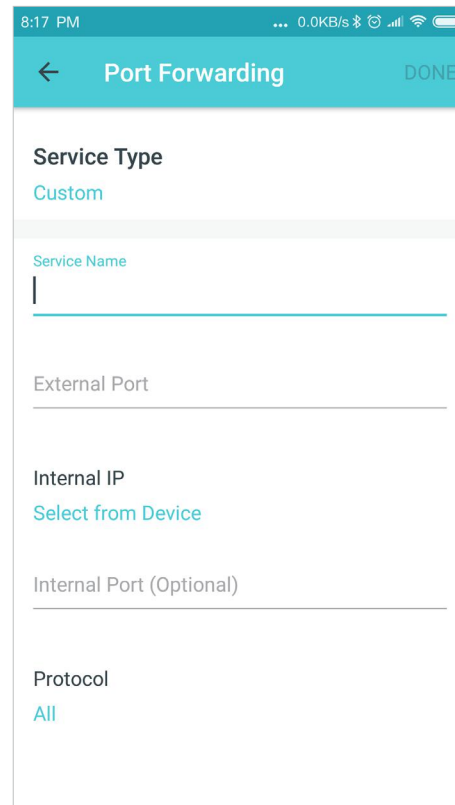 8:17 PM ... 0.0KB/s
Port Forwarding DONE
Service Type
Custom
Service Name
External Port
Internal IP
Select from Device
Internal Port (Optional)
Protocol
All